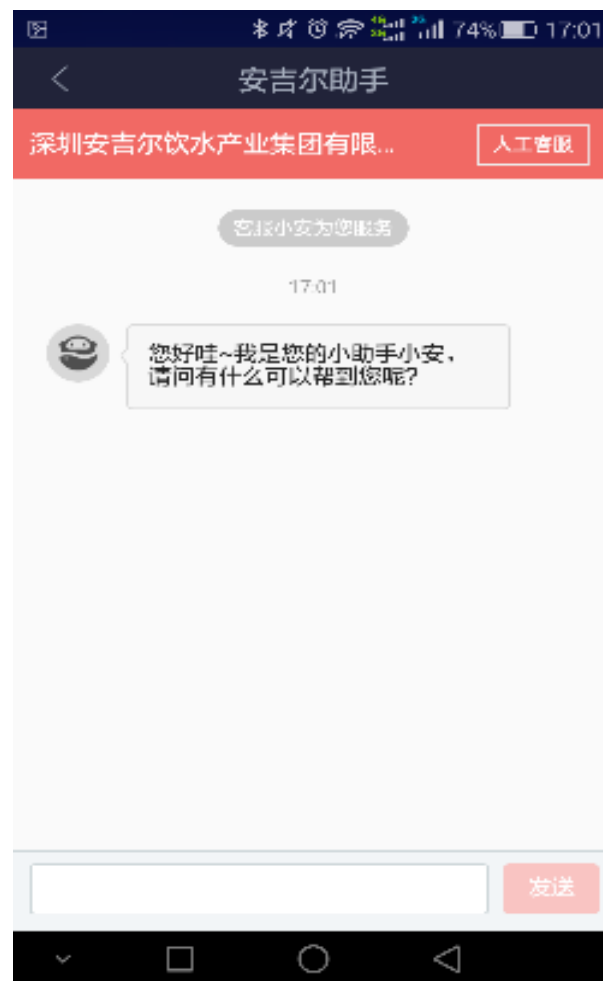 74% 17:01
安吉尔助手
深圳安吉尔饮水产业集团有限...
人工客服
客服小安为您服务
17:01
您好哇~我是您的小助手小安,
请问有什么可以帮到您呢?
发送